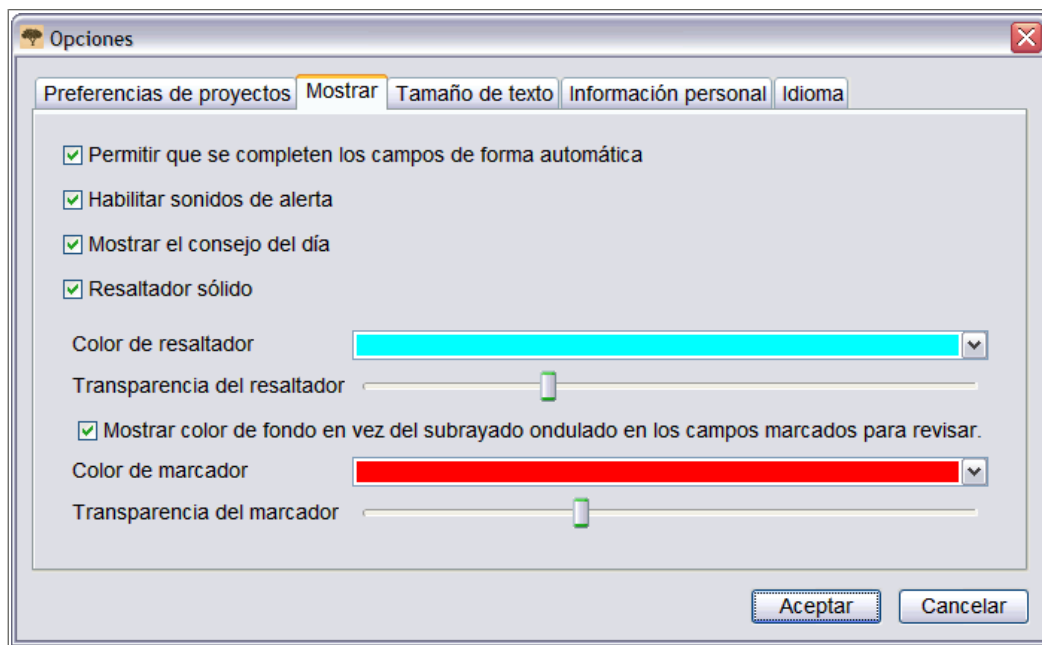 Opciones
Preferencias de proyectos Mostrar Tamaño de texto Información personal Idioma
Permitir que se completen los campos de forma automática
Habilitar sonidos de alerta
Mostrar el consejo del día
Resaltador sólido
Color de resaltador
Transparencia del resaltador
Mostrar color de fondo en vez del subrayado ondulado en los campos marcados para revisar.
Color de marcador
Transparencia del marcador
Aceptar Cancelar